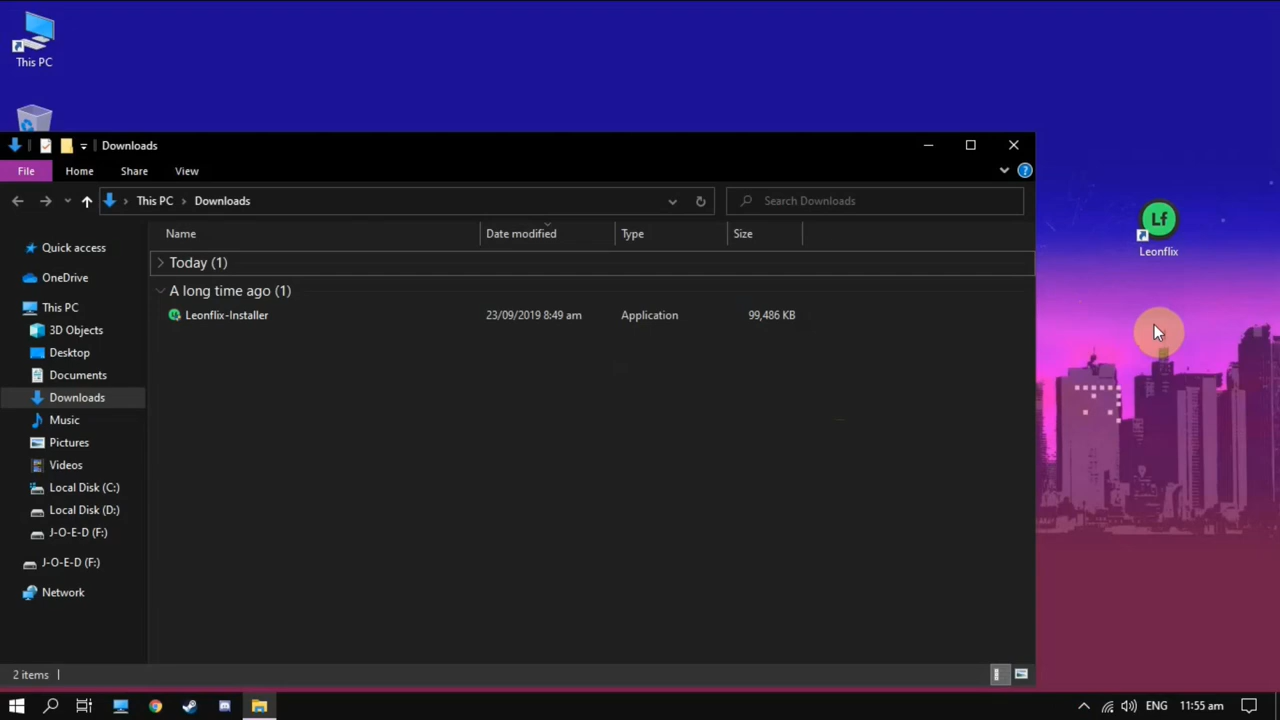 This PC
Downloads
File Home Share View
This PC Downloads
Search Downloads
Name Date modified Type Size
Today (1)
A long time ago (1)
Leonflix-Installer 23/09/2019 8:49 am Application 99,486 KB
Quick access
OneDrive
This PC
3D Objects
Desktop
Documents
Downloads
Music
Pictures
Videos
Local Disk (C:)
Local Disk (D:)
J-O-E-D (F:)
J-O-E-D (F:)
Network
2 items
Lf
Leonflix
ENG 11:55 am